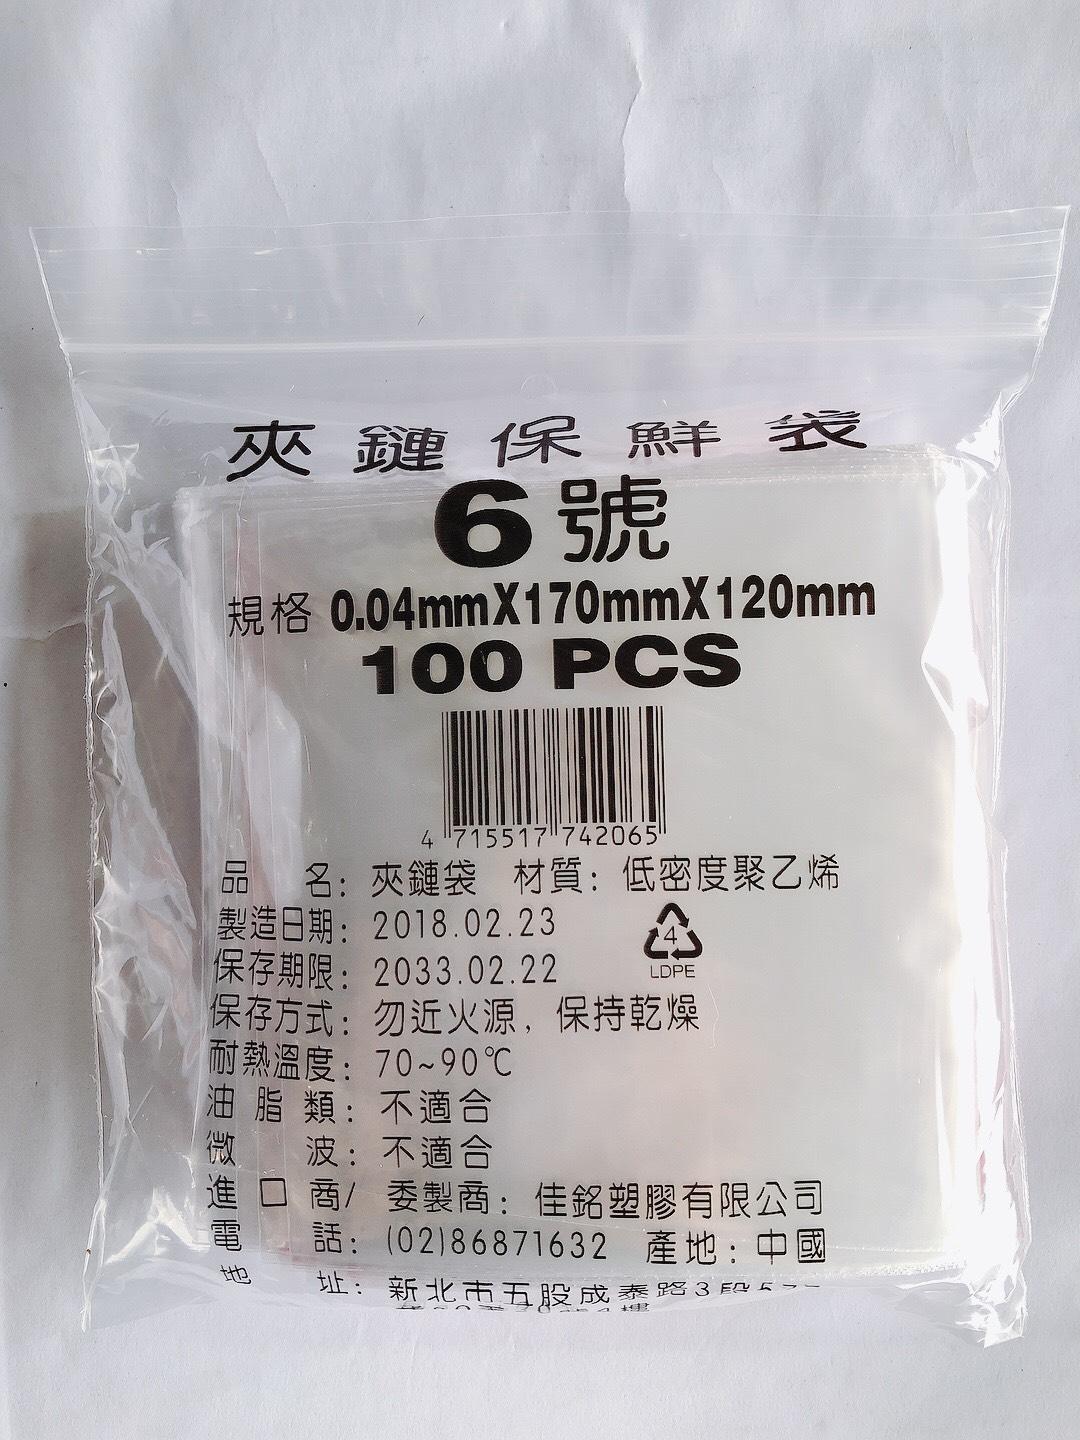 夾鏈保鮮袋
6號
規格 0.04mmX170mmX120mm
100 PCS
4 715517 742065
品名: 夾鏈袋 材質: 低密度聚乙烯
製造日期: 2018.02.23
4
LDPE
保存期限: 2033.02.22
保存方式: 勿近火源, 保持乾燥
耐熱溫度: 70~90℃
油脂類: 不適合
微波: 不適合
進口商/ 委製商: 佳銘塑膠有限公司
電話: (02)86871632 產地: 中國
地址: 新北市五股成泰路3段
樓